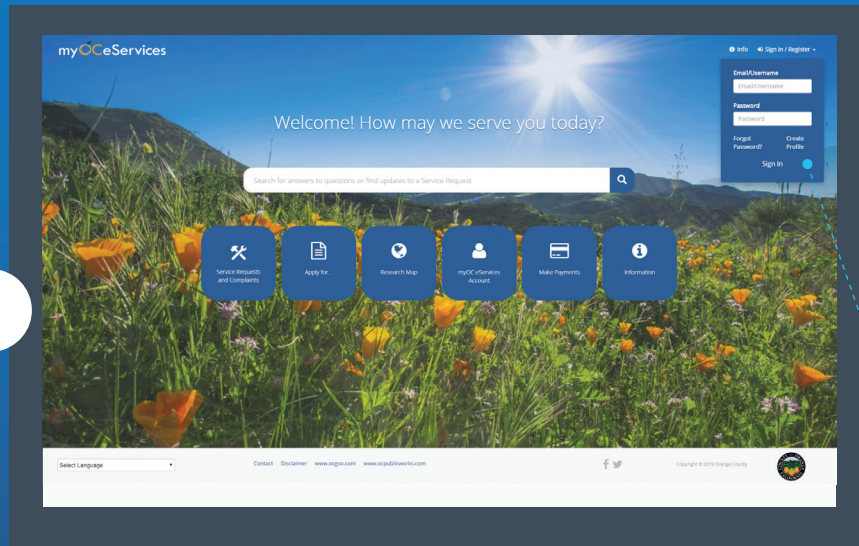 myOCeServices
Info Sign In / Register
Email/Username
Email/Username
Password
Password
Forgot Password?
Create Profile
Sign In
Welcome! How may we serve you today?
Search for answers to questions or find updates to a Service Request
Service Requests
and Complaints
Apply for..
Research Map
myOC eServices
Account
Make Payments
Information
Select Language
Contact Disclaimer www.ocgov.com www.ocpublicworks.com
Copyright © 2019 Orange County